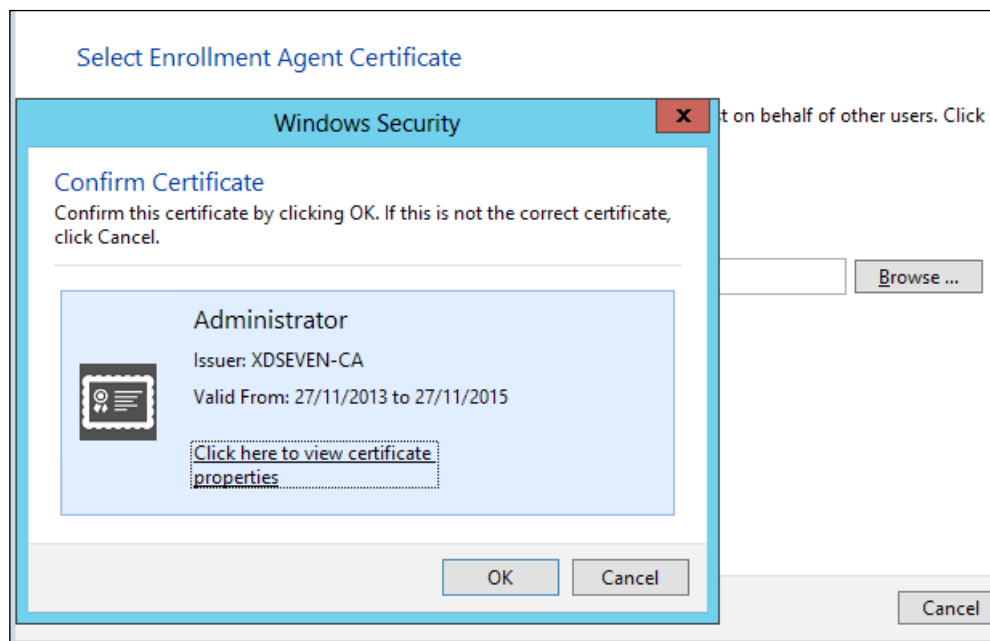 Select Enrollment Agent Certificate
Windows Security
x
t on behalf of other users. Click
Confirm Certificate
Confirm this certificate by clicking OK. If this is not the correct certificate,
click Cancel.
Browse ...
Administrator
Issuer: XDSEVEN-CA
Valid From: 27/11/2013 to 27/11/2015
Click here to view certificate
properties
OK
Cancel
Cancel